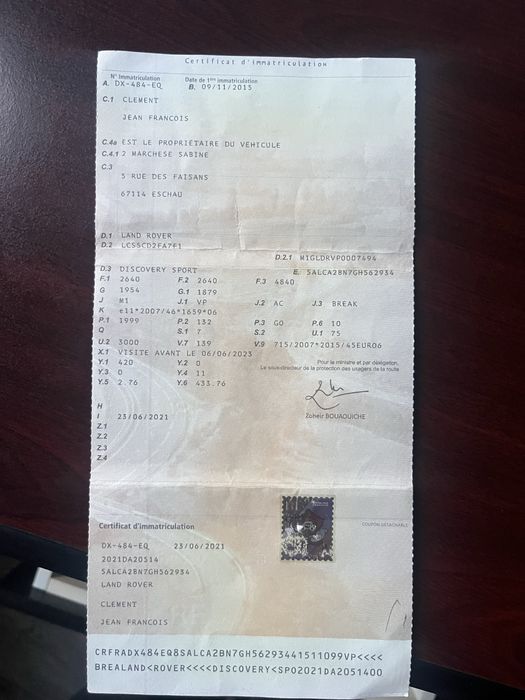 Certificat d'immatriculation
N° Immatriculation Date de 1ère immatriculation
A. DX-484-EQ B. 09/11/2015
C.1 CLEMENT
JEAN FRANCOIS
C.4a EST LE PROPRIETAIRE DU VEHICULE
C.4.1 2 MARCHESE SABINE
C.3
5 RUE DES FAISANS
67114 ESCHAU
D.1 LAND ROVER
D.2 LCS5CD2FA7F1
D.2.1 M1GLDRVP0007494
D.3 DISCOVERY SPORT E. SALCA2BN7GH562934
F.1 2640 F.2 2640 F.3 4840
G 1954 G.1 1879
J M1 J.1 VP J.2 AC J.3 BREAK
K e11*2007/46*1659*06
P.1 1999 P.2 132 P.3 GO P.6 10
Q S.1 7 S.2 U.1 75
U.2 3000 V.7 139 V.9 715/2007*2015/45EURO6
X.1 VISITE AVANT LE 06/06/2023
Y.1 420 Y.2 0
Y.3 0 Y.4 11
Y.5 2.76 Y.6 433.76
Pour le ministre et par délégation,
Le sous-directeur de la protection des usagers de la route
H
I 23/06/2021
Zoheir BOUAOUICHE
Z.1
Z.2
Z.3
Z.4
Certificat d'immatriculation
COUPON DÉTACHABLE
DX-484-EQ 23/06/2021
2021DA20514
SALCA2BN7GH562934
LAND ROVER
CLEMENT
JEAN FRANCOIS
CRFRADX484EQ8SALCA2BN7GH56293441511099VP<<<<
BREALAND<ROVER<<<<DISCOVERY<SPO2021DA2051400